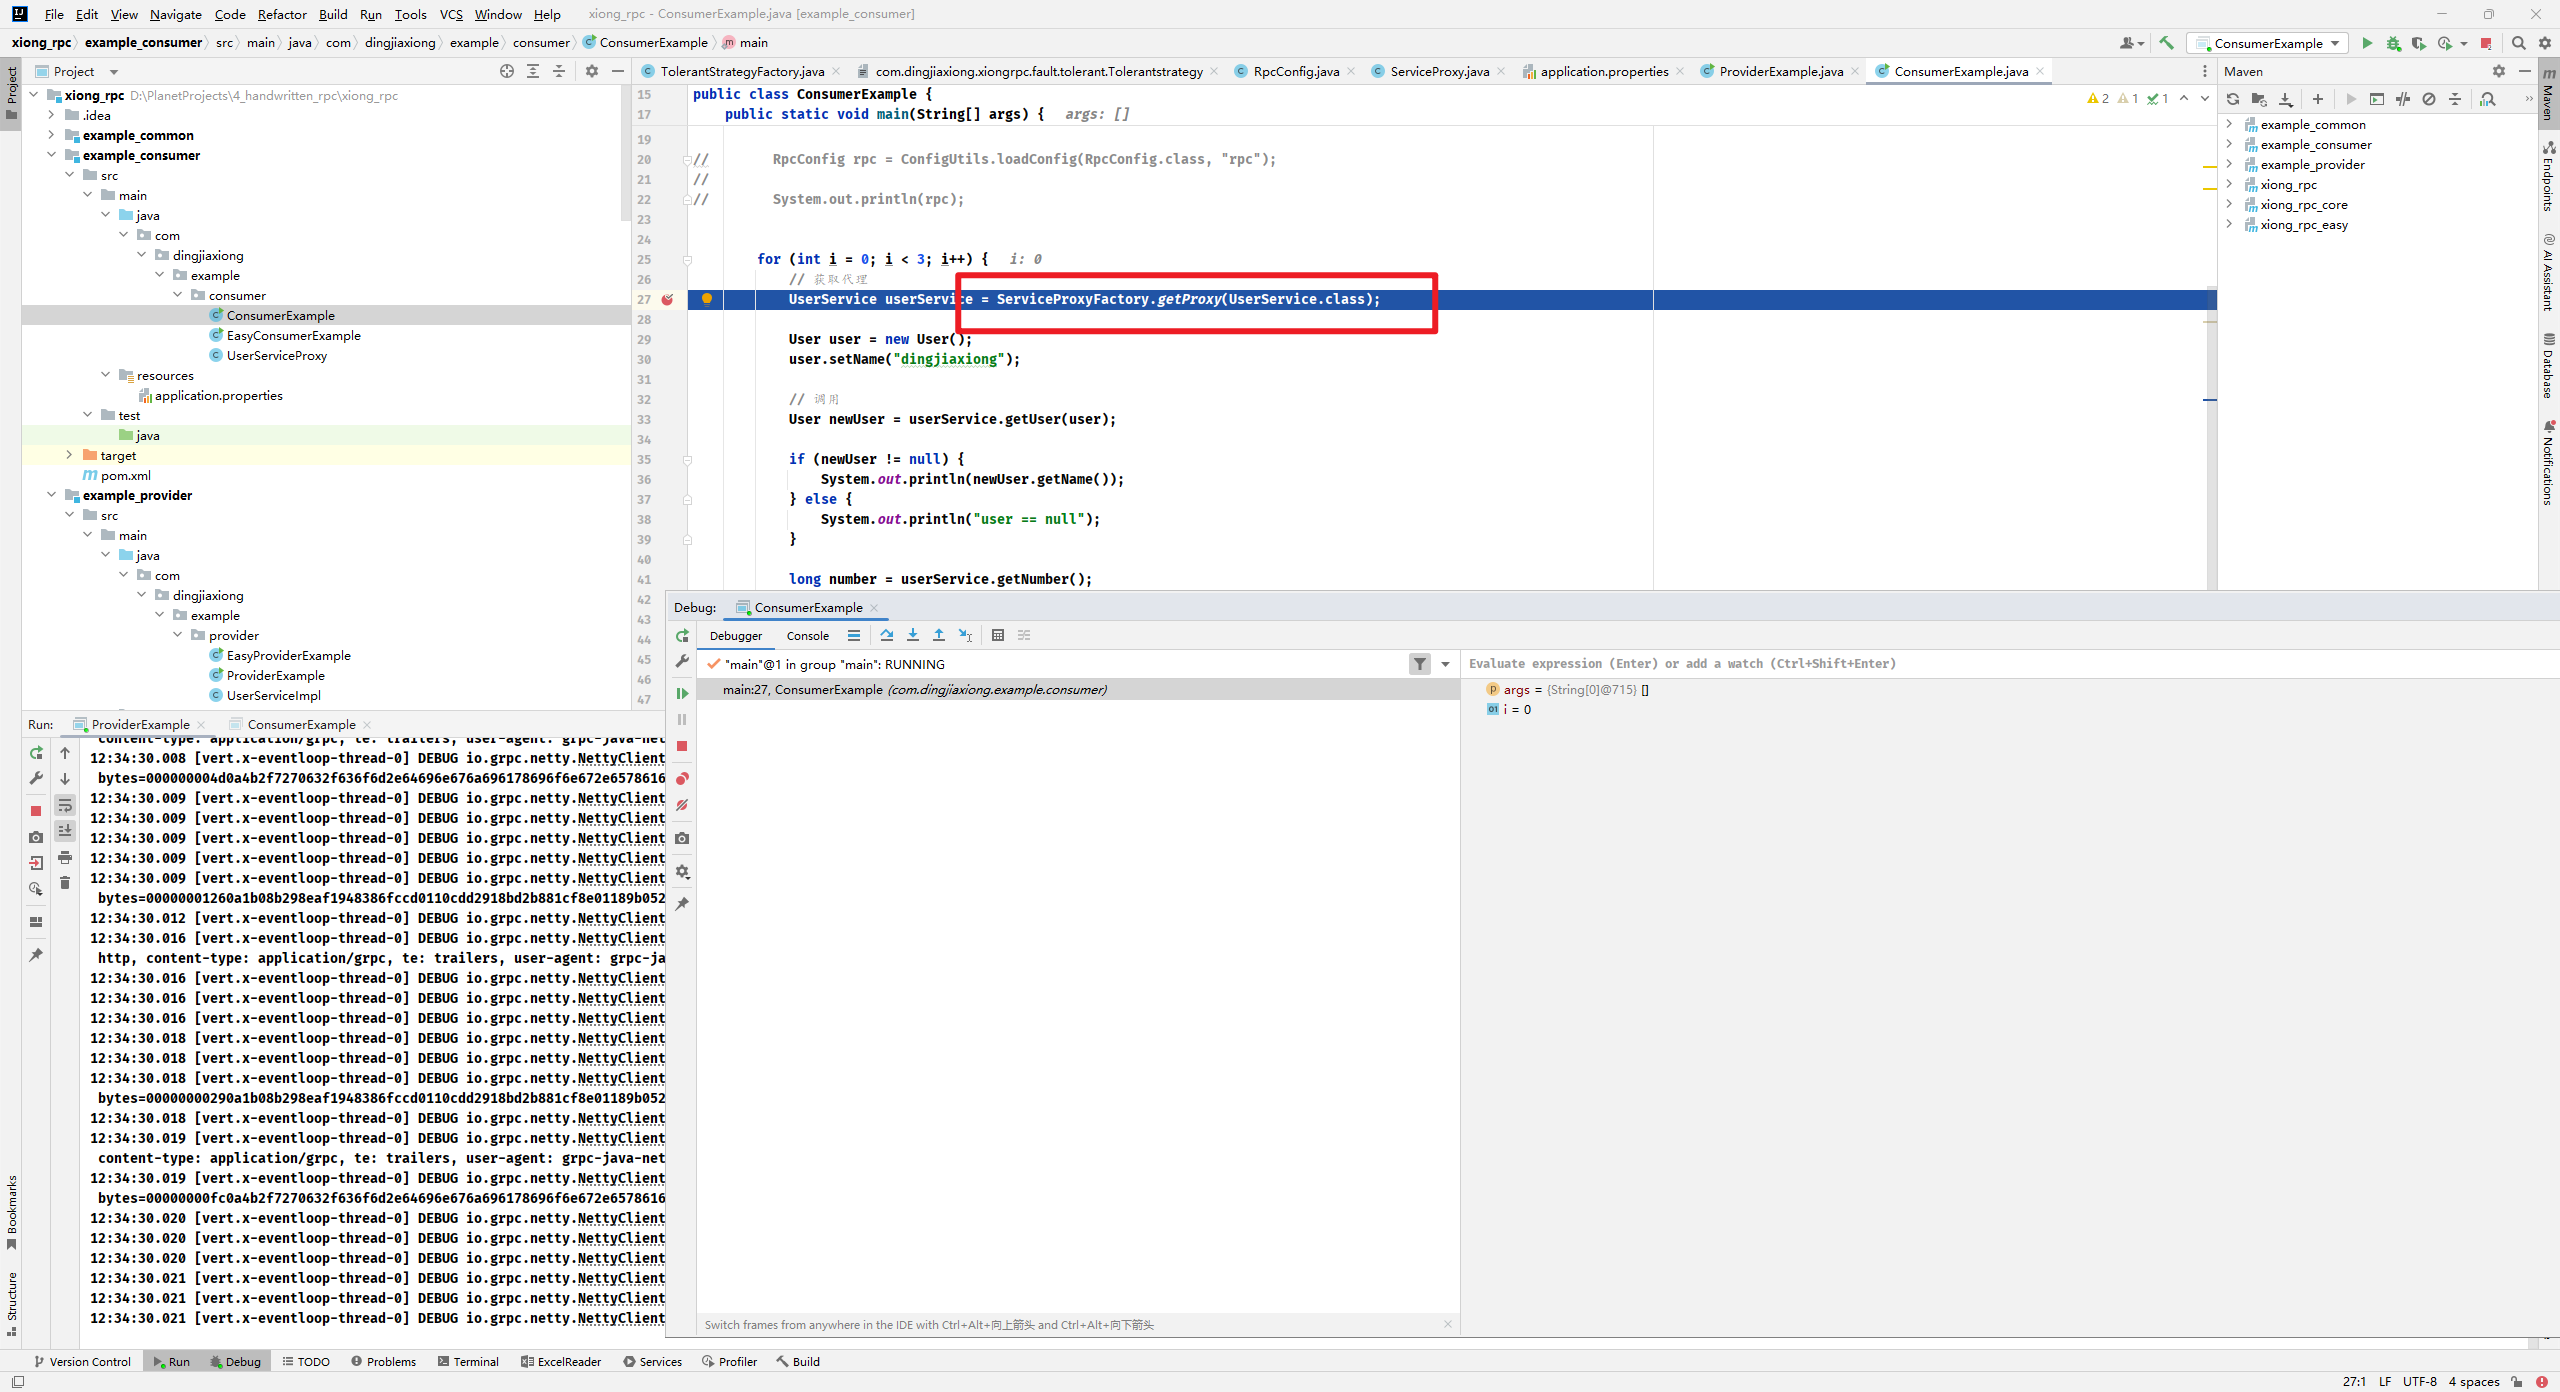 File Edit View Navigate Code Refactor Build Run Tools VCS Window Help xiong_rpc - ConsumerExample.java [example_consumer]
xiong_rpc example_consumer src main java com dingjiaxiong example consumer ConsumerExample main
ConsumerExample
Project
TolerantStrategyFactory.java com.dingjiaxiong.xiongrpc.fault.tolerant.Tolerantstrategy RpcConfig.java ServiceProxy.java application.properties ProviderExample.java ConsumerExample.java
Maven
Project
xiong_rpc D:\PlanetProjects\4_handwritten_rpc\xiong_rpc
.idea
example_common
example_consumer
src
main
java
com
dingjiaxiong
example
consumer
ConsumerExample
EasyConsumerExample
UserServiceProxy
resources
application.properties
test
java
target
pom.xml
example_provider
src
main
java
com
dingjiaxiong
example
provider
EasyProviderExample
ProviderExample
UserServiceImpl
15 public class ConsumerExample {
2 1 1
17 public static void main(String[] args) { args: []
19
20 // RpcConfig rpc = ConfigUtils.loadConfig(RpcConfig.class, "rpc");
21 //
22 // System.out.println(rpc);
23
24
25 for (int i = 0; i < 3; i++) { i: 0
26 // 获取代理
27 UserService userService = ServiceProxyFactory.getProxy(UserService.class);
28
29 User user = new User();
30 user.setName("dingjiaxiong");
31
32 // 调用
33 User newUser = userService.getUser(user);
34
35 if (newUser != null) {
36 System.out.println(newUser.getName());
37 } else {
38 System.out.println("user == null");
39 }
40
41 long number = userService.getNumber();
42
43
44
45
46
47
example_common
example_consumer
example_provider
xiong_rpc
xiong_rpc_core
xiong_rpc_easy
Maven
Endpoints
AI Assistant
Database
Notifications
Debug: ConsumerExample
Debugger Console
"main"@1 in group "main": RUNNING
main:27, ConsumerExample (com.dingjiaxiong.example.consumer)
Evaluate expression (Enter) or add a watch (Ctrl+Shift+Enter)
args = {String[0]@715} []
i = 0
Switch frames from anywhere in the IDE with Ctrl+Alt+向上箭头 and Ctrl+Alt+向下箭头
Run: ProviderExample ConsumerExample
content-type: application/grpc, te: trailers, user-agent: grpc-java-net
12:34:30.008 [vert.x-eventloop-thread-0] DEBUG io.grpc.netty.NettyClient
bytes=000000004d0a4b2f7270632f636f6d2e64696e676a696178696f6e672e6578616
12:34:30.009 [vert.x-eventloop-thread-0] DEBUG io.grpc.netty.NettyClient
12:34:30.009 [vert.x-eventloop-thread-0] DEBUG io.grpc.netty.NettyClient
12:34:30.009 [vert.x-eventloop-thread-0] DEBUG io.grpc.netty.NettyClient
12:34:30.009 [vert.x-eventloop-thread-0] DEBUG io.grpc.netty.NettyClient
12:34:30.009 [vert.x-eventloop-thread-0] DEBUG io.grpc.netty.NettyClient
bytes=00000001260a1b08b298eaf1948386fccd0110cdd2918bd2b881cf8e01189b052
12:34:30.012 [vert.x-eventloop-thread-0] DEBUG io.grpc.netty.NettyClient
12:34:30.016 [vert.x-eventloop-thread-0] DEBUG io.grpc.netty.NettyClient
http, content-type: application/grpc, te: trailers, user-agent: grpc-ja
12:34:30.016 [vert.x-eventloop-thread-0] DEBUG io.grpc.netty.NettyClient
12:34:30.016 [vert.x-eventloop-thread-0] DEBUG io.grpc.netty.NettyClient
12:34:30.016 [vert.x-eventloop-thread-0] DEBUG io.grpc.netty.NettyClient
12:34:30.018 [vert.x-eventloop-thread-0] DEBUG io.grpc.netty.NettyClient
12:34:30.018 [vert.x-eventloop-thread-0] DEBUG io.grpc.netty.NettyClient
12:34:30.018 [vert.x-eventloop-thread-0] DEBUG io.grpc.netty.NettyClient
bytes=00000000290a1b08b298eaf1948386fccd0110cdd2918bd2b881cf8e01189b052
12:34:30.018 [vert.x-eventloop-thread-0] DEBUG io.grpc.netty.NettyClient
12:34:30.019 [vert.x-eventloop-thread-0] DEBUG io.grpc.netty.NettyClient
content-type: application/grpc, te: trailers, user-agent: grpc-java-net
12:34:30.019 [vert.x-eventloop-thread-0] DEBUG io.grpc.netty.NettyClient
bytes=00000000fc0a4b2f7270632f636f6d2e64696e676a696178696f6e672e6578616
12:34:30.020 [vert.x-eventloop-thread-0] DEBUG io.grpc.netty.NettyClient
12:34:30.020 [vert.x-eventloop-thread-0] DEBUG io.grpc.netty.NettyClient
12:34:30.020 [vert.x-eventloop-thread-0] DEBUG io.grpc.netty.NettyClient
12:34:30.021 [vert.x-eventloop-thread-0] DEBUG io.grpc.netty.NettyClient
12:34:30.021 [vert.x-eventloop-thread-0] DEBUG io.grpc.netty.NettyClient
12:34:30.021 [vert.x-eventloop-thread-0] DEBUG io.grpc.netty.NettyClient
Bookmarks
Structure
Version Control Run Debug TODO Problems Terminal ExcelReader Services Profiler Build
27:1 LF UTF-8 4 spaces